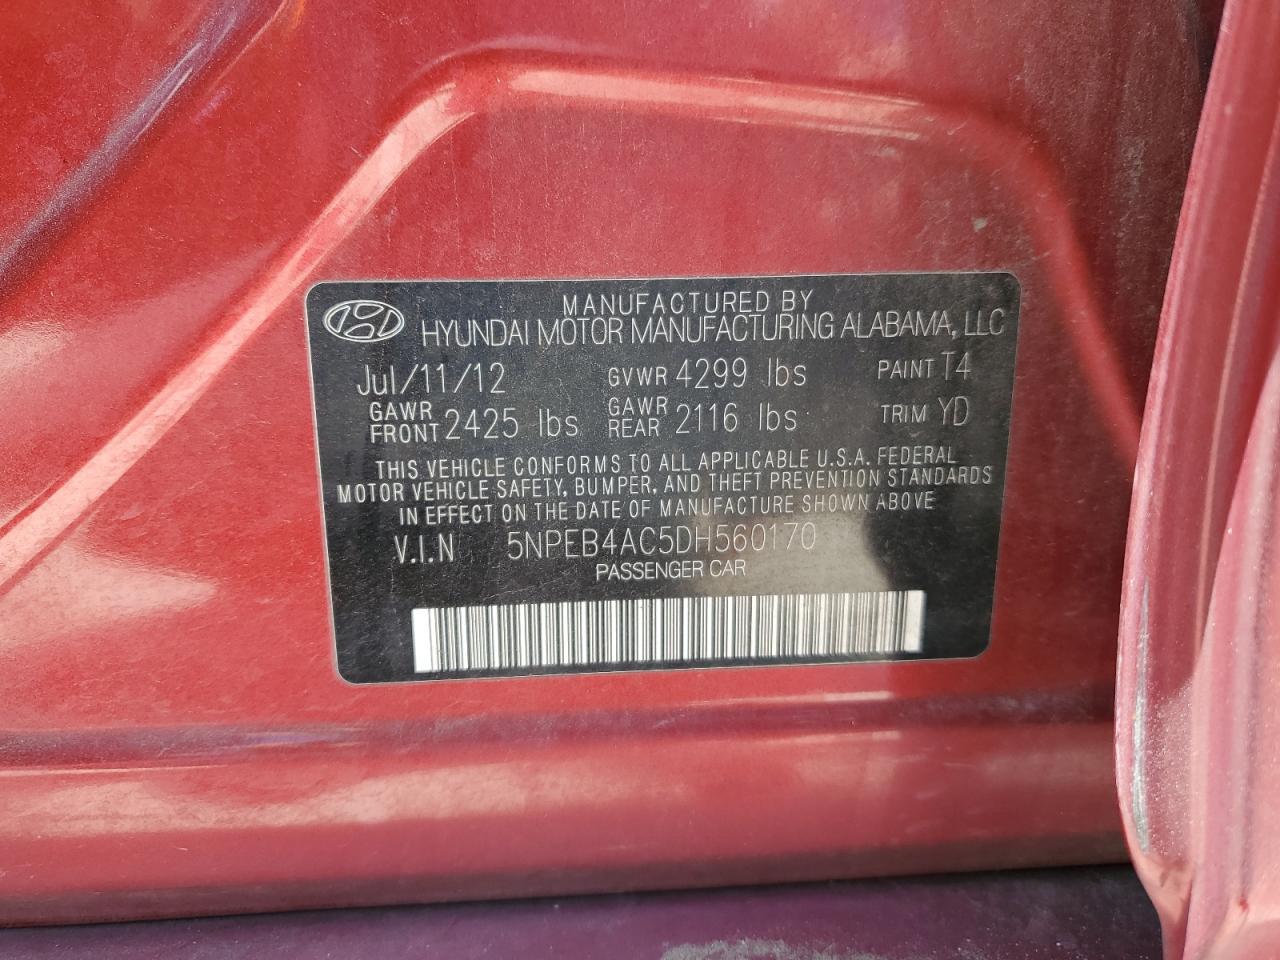 MANUFACTURED BY
HYUNDAI MOTOR MANUFACTURING ALABAMA, LLC
Jul/11/12 GVWR 4299 lbs PAINT T4
GAWR FRONT 2425 lbs GAWR REAR 2116 lbs TRIM YD
THIS VEHICLE CONFORMS TO ALL APPLICABLE U.S.A. FEDERAL
MOTOR VEHICLE SAFETY, BUMPER, AND THEFT PREVENTION STANDARDS
IN EFFECT ON THE DATE OF MANUFACTURE SHOWN ABOVE
V.I.N 5NPEB4AC5DH560170
PASSENGER CAR